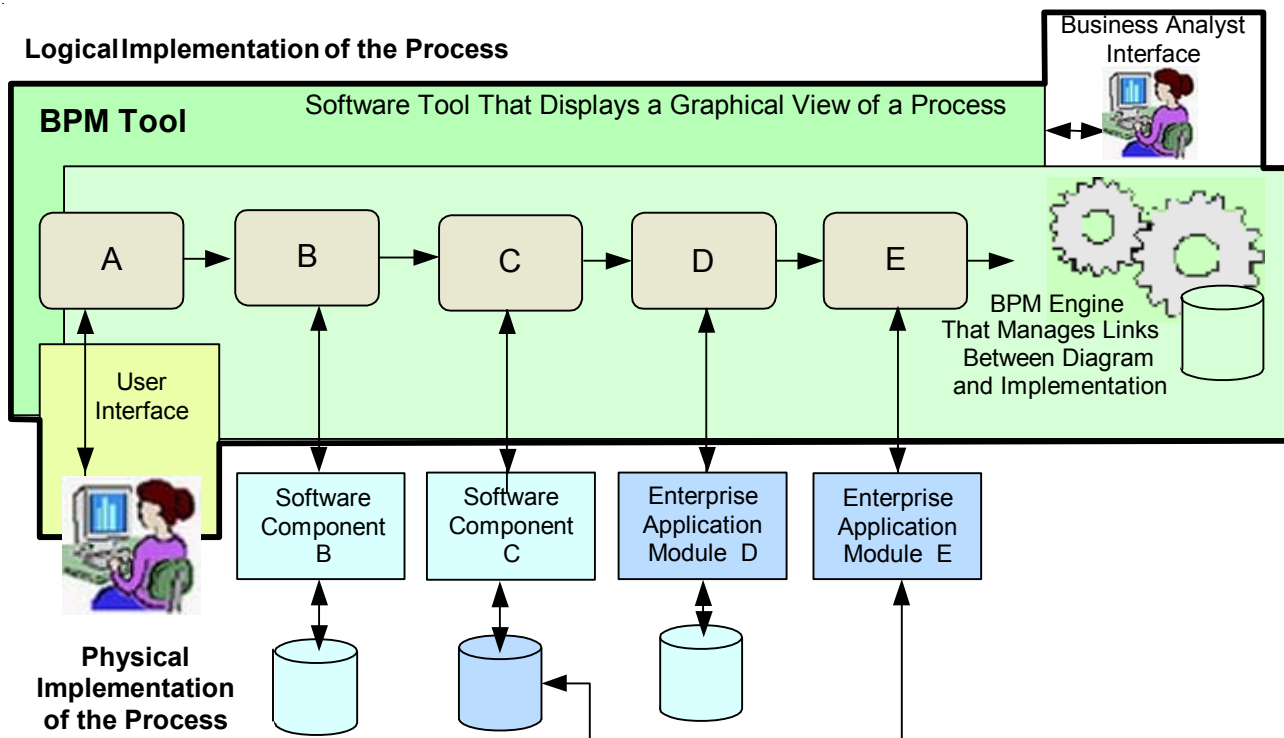 Logical Implementation of the Process
Business Analyst
Interface
BPM Tool
Software Tool That Displays a Graphical View of a Process
A
B
C
D
E
BPM Engine
That Manages Links
Between Diagram
and Implementation
User
Interface
Software
Component
B
Software
Component
C
Enterprise
Application
Module D
Enterprise
Application
Module E
Physical
Implementation
of the Process